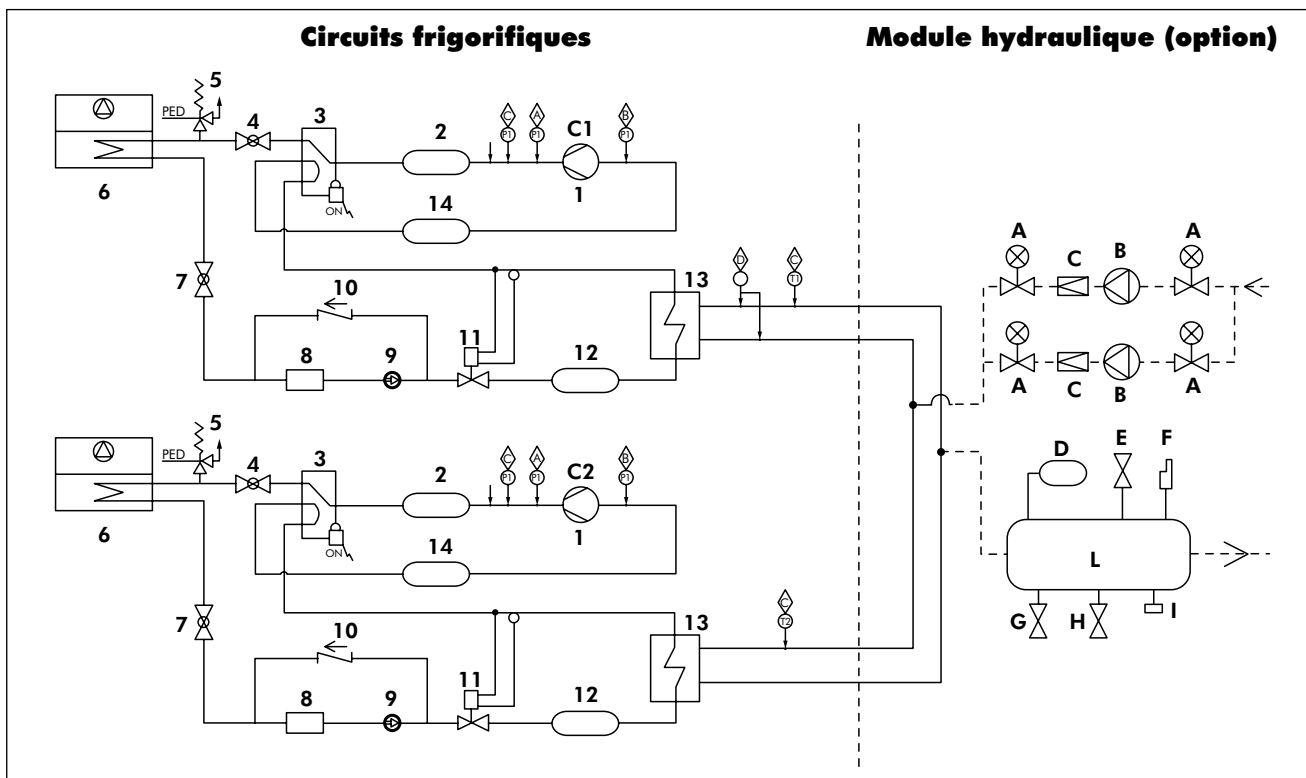 Circuits frigorifiques
Module hydraulique (option)
5
PED
4
3
2
C
P1
A
P1
C1
B
P1
6
ON
14
1
7
10
11
13
D
C
T1
8
9
12
A
C
B
A
A
C
B
A
5
PED
4
3
2
C
P1
A
P1
C2
B
P1
6
ON
14
1
7
10
11
13
C
T2
8
9
12
D
E
F
L
G
H
I